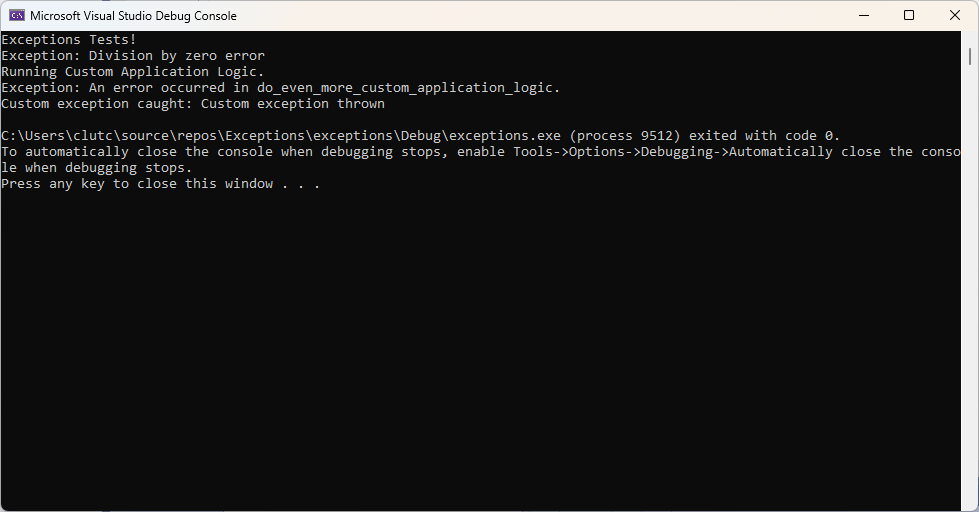 Microsoft Visual Studio Debug Console
Exceptions Tests!
Exception: Division by zero error
Running Custom Application Logic.
Exception: An error occurred in do_even_more_custom_application_logic.
Custom exception caught: Custom exception thrown
C:\Users\clutc\source\repos\Exceptions\exceptions\Debug\exceptions.exe (process 9512) exited with code 0.
To automatically close the console when debugging stops, enable Tools->Options->Debugging->Automatically close the conso
le when debugging stops.
Press any key to close this window . . .